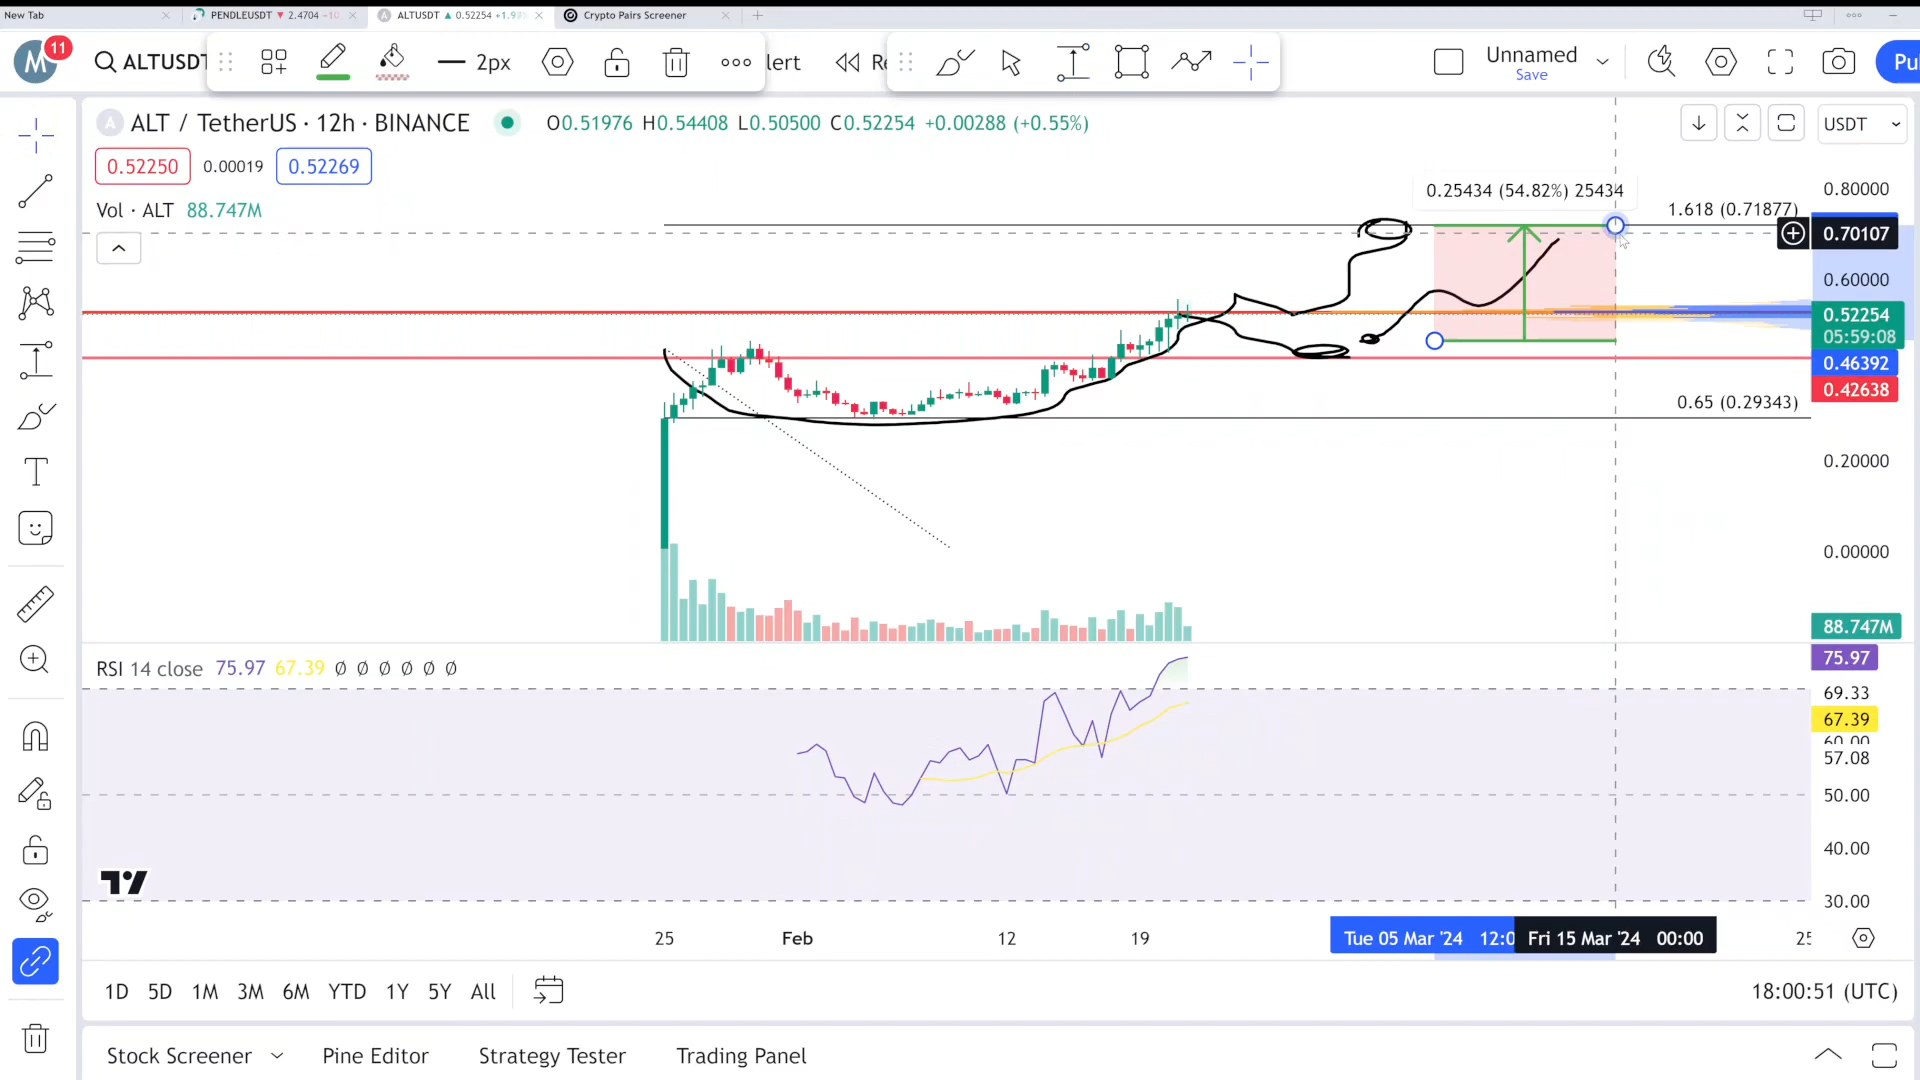 New Tab
PENDLEUSDT ▼ 2.4704
ALTUSDT ▲ 0.52254
Crypto Pairs Screener
M
11
ALTUSDT
2px
lert
Re
Unnamed
Save
Pu
A
ALT / TetherUS · 12h · BINANCE
O0.51976 H0.54408 L0.50500 C0.52254 +0.00288 (+0.55%)
USDT
0.52250
0.00019
0.52269
Vol · ALT 88.747M
0.25434 (54.82%) 25434
1.618 (0.71877)
0.65 (0.29343)
0.80000
0.70107
0.60000
0.52254
05:59:08
0.46392
0.42638
0.20000
0.00000
88.747M
RSI 14 close 75.97 67.39 Ø Ø Ø Ø Ø Ø
75.97
69.33
67.39
60.00
57.08
50.00
40.00
30.00
25
Feb
12
19
Tue 05 Mar '24 12:0
Fri 15 Mar '24 00:00
1D 5D 1M 3M 6M YTD 1Y 5Y All
18:00:51 (UTC)
Stock Screener
Pine Editor
Strategy Tester
Trading Panel